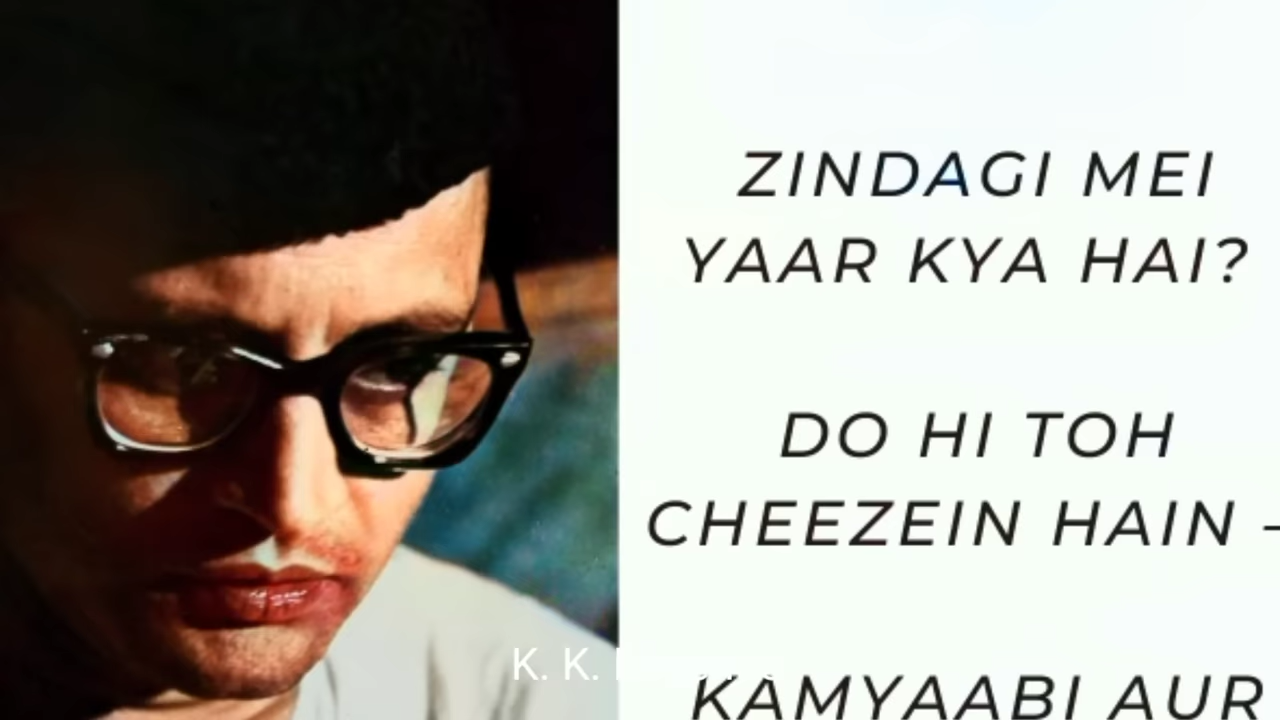 ZINDAGI MEI
YAAR KYA HAI?
DO HI TOH
CHEEZEIN HAIN -
KAMYAABI AUR
K. K.